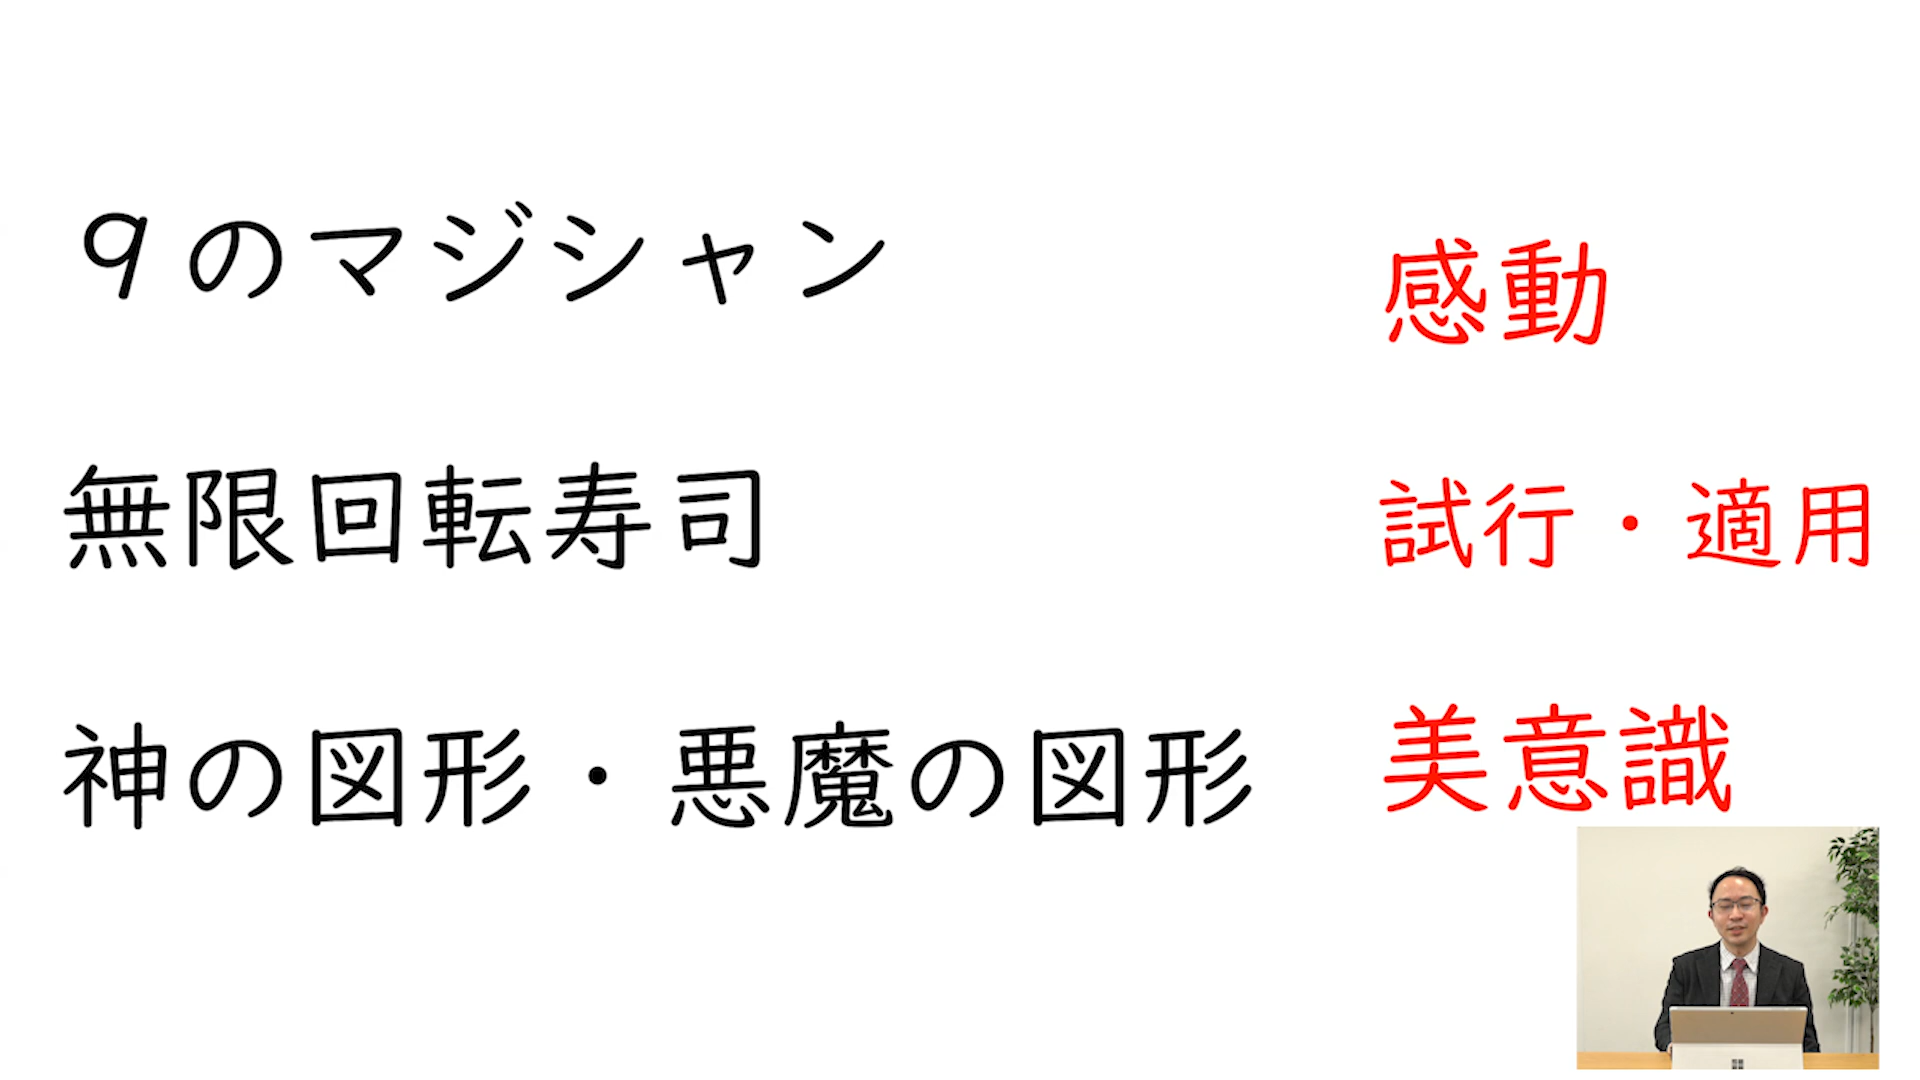 ９のマジシャン
感動
無限回転寿司
試行・適用
神の図形・悪魔の図形
美意識